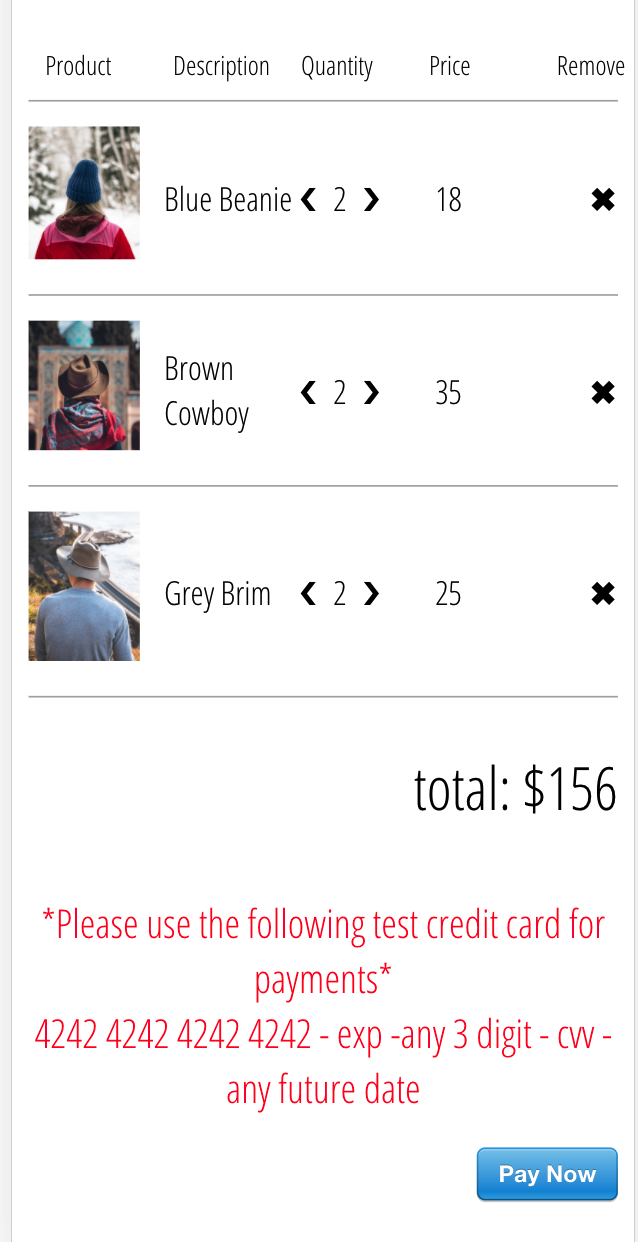 Product Description Quantity Price Remove
Blue Beanie ❮ 2 ❯ 18 ✖
Brown
Cowboy
❮ 2 ❯ 35 ✖
Grey Brim ❮ 2 ❯ 25 ✖
total: $156
*Please use the following test credit card for
payments*
4242 4242 4242 4242 - exp -any 3 digit - cvv -
any future date
Pay Now